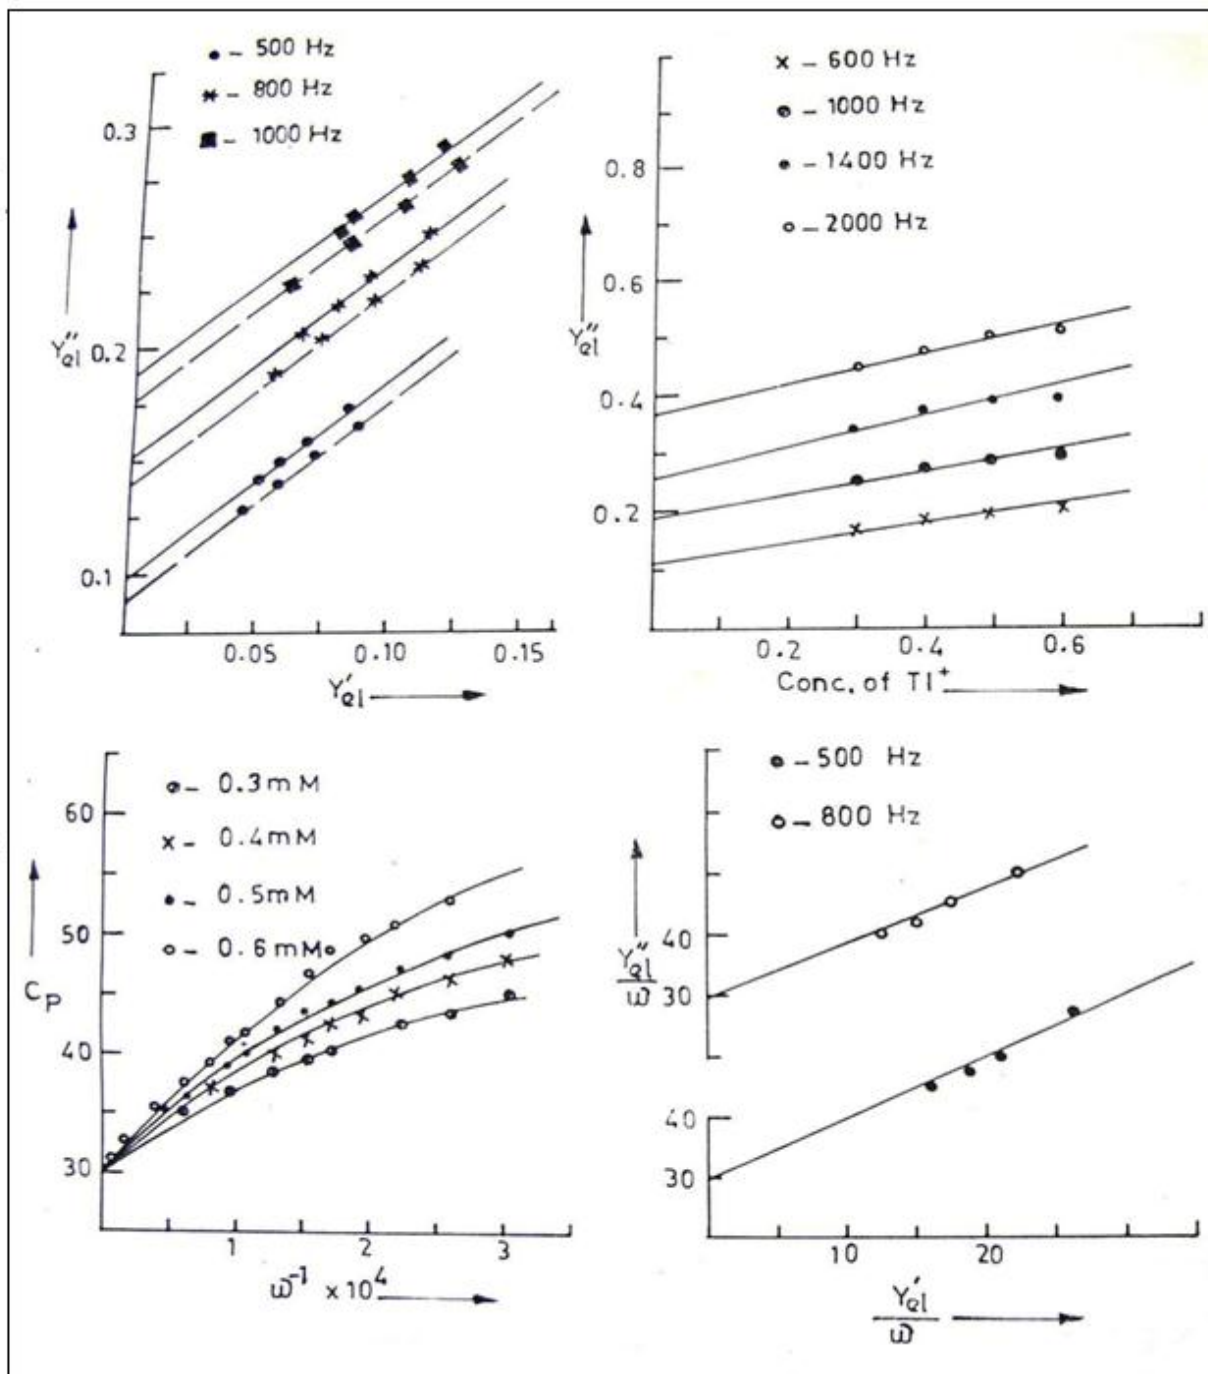 • – 500 Hz
* – 800 Hz
■ – 1000 Hz
0.3
0.2
0.1
Y''el
0.05 0.10 0.15
Y'el
x – 600 Hz
● – 1000 Hz
• – 1400 Hz
o – 2000 Hz
0.8
0.6
0.4
0.2
Y''el
0.2 0.4 0.6
Conc. of Tl+
o – 0.3 mM
x – 0.4 mM
• – 0.5 mM
o – 0.6 mM
60
50
40
30
Cp
1 2 3
ω⁻¹ × 10⁴
• – 500 Hz
o – 800 Hz
40
30
40
30
Y''el
ω
10 20
Y'el
ω